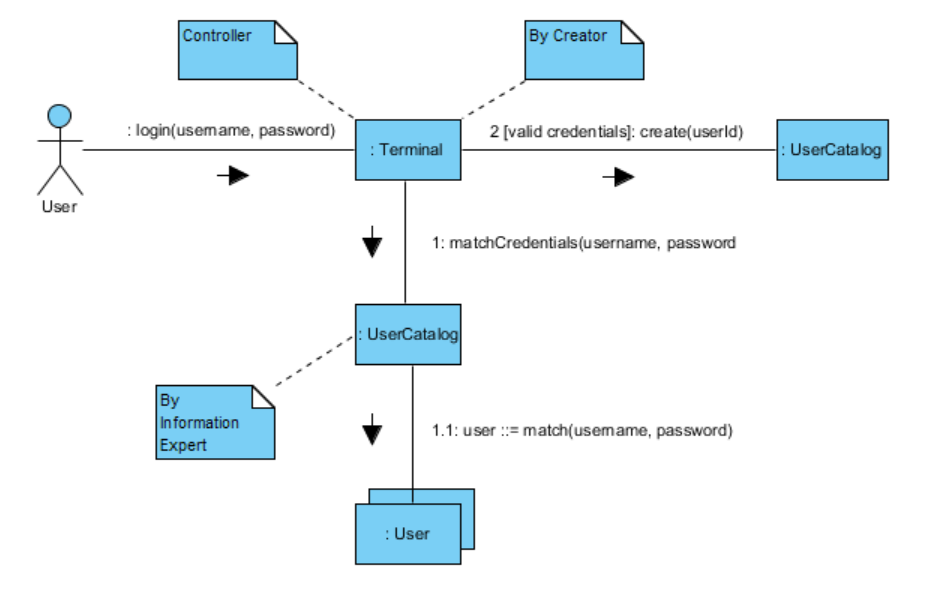 Controller
By Creator
: login(username, password)
2 [valid credentials]: create(userId)
: Terminal
: UserCatalog
User
1: matchCredentials(username, password
: UserCatalog
By
Information
Expert
1.1: user ::= match(username, password)
: User